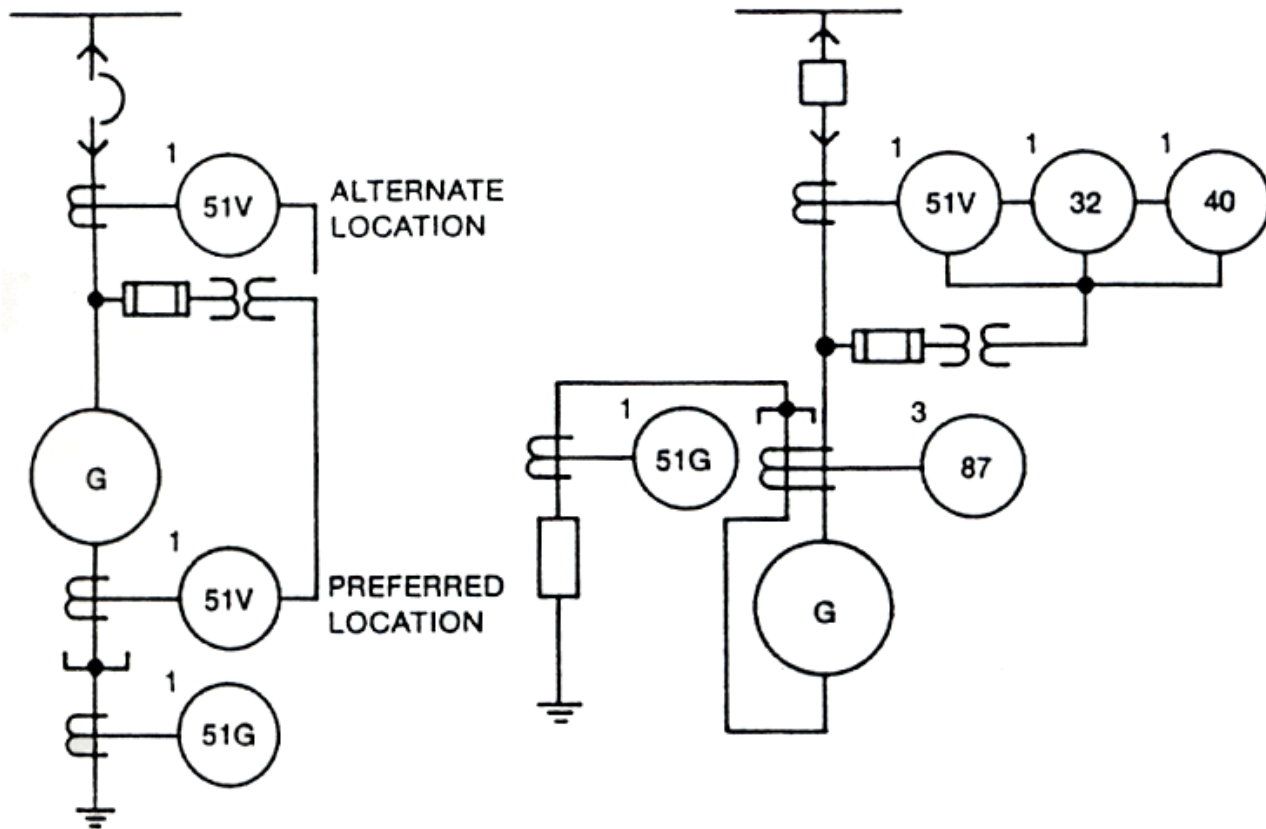 1
51V
ALTERNATE
LOCATION
G
1
51V
PREFERRED
LOCATION
1
51G
1
51V
1
32
1
40
1
51G
3
87
G